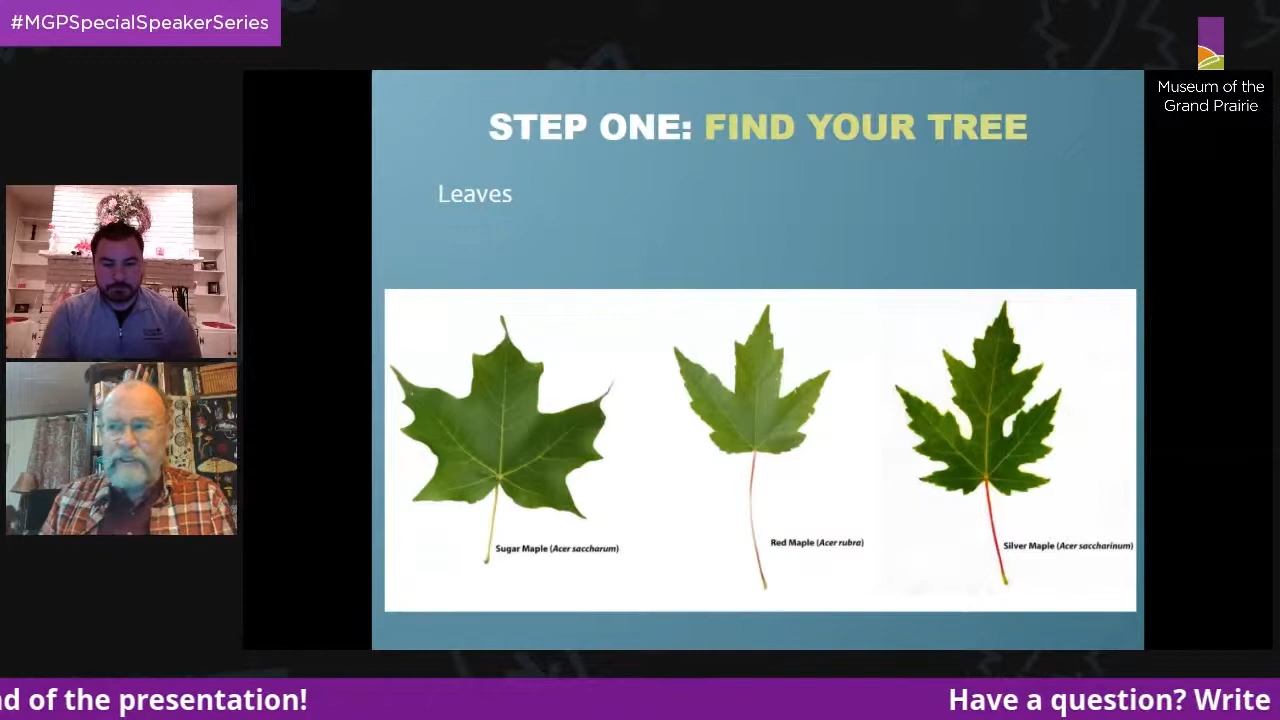 #MGPSpecialSpeakerSeries
Museum of the
Grand Prairie
STEP ONE: FIND YOUR TREE
Leaves
Sugar Maple (Acer saccharum)
Red Maple (Acer rubra)
Silver Maple (Acer saccharinum)
d of the presentation!
Have a question? Write